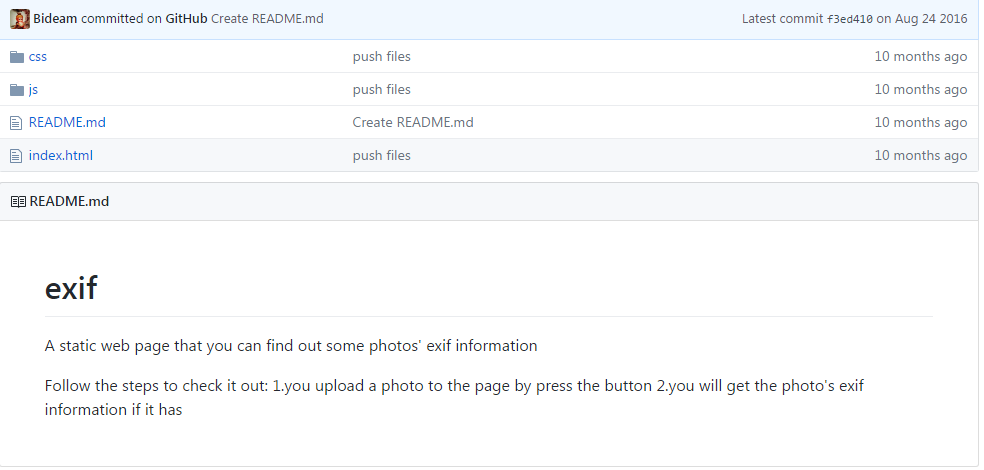 Bideam committed on GitHub Create README.md Latest commit f3ed410 on Aug 24 2016
css push files 10 months ago
js push files 10 months ago
README.md Create README.md 10 months ago
index.html push files 10 months ago
README.md
exif
A static web page that you can find out some photos' exif information
Follow the steps to check it out: 1.you upload a photo to the page by press the button 2.you will get the photo's exif
information if it has